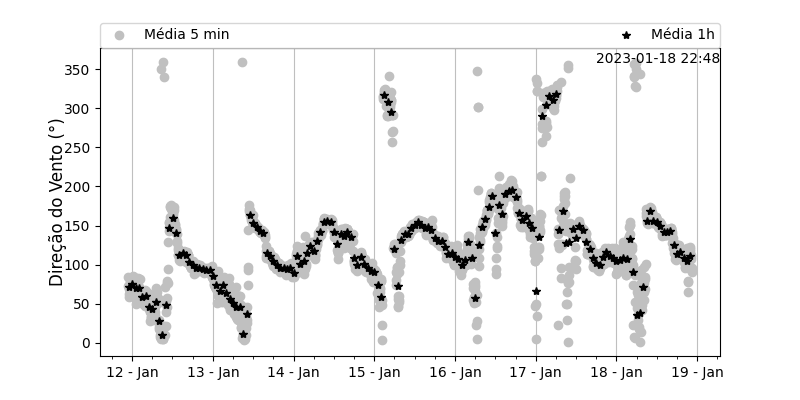 Média 5 min
Média 1h
2023-01-18 22:48
Direção do Vento (°)
350
300
250
200
150
100
50
0
12 - Jan
13 - Jan
14 - Jan
15 - Jan
16 - Jan
17 - Jan
18 - Jan
19 - Jan